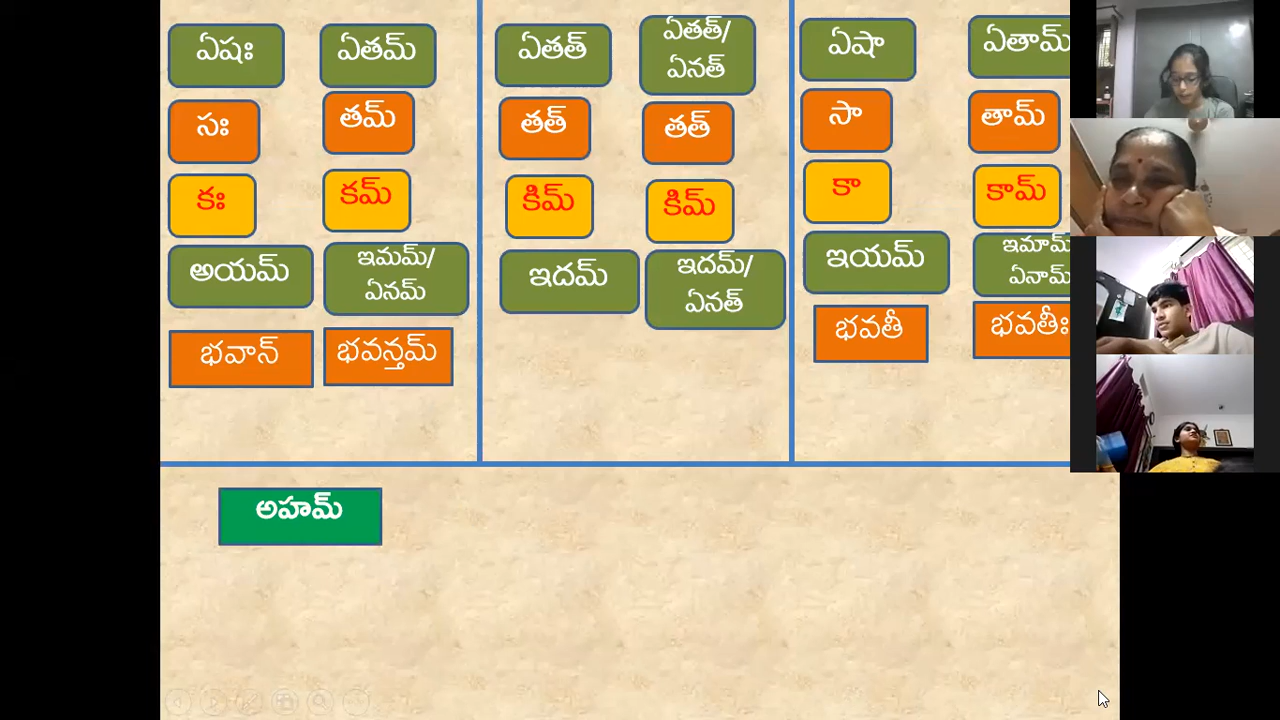 ఏషః ఏతమ్ ఏతత్ ఏతత్/ ఏనత్ ఏషా ఏతామ్
సః తమ్ తత్ తత్ సా తామ్
కః కమ్ కిమ్ కిమ్ కా కామ్
అయమ్ ఇమమ్/ ఏనమ్ ఇదమ్ ఇదమ్/ ఏనత్ ఇయమ్ ఇమామ్ ఏనామ్
భవాన్ భవన్తమ్ భవతీ భవతీః
అహమ్